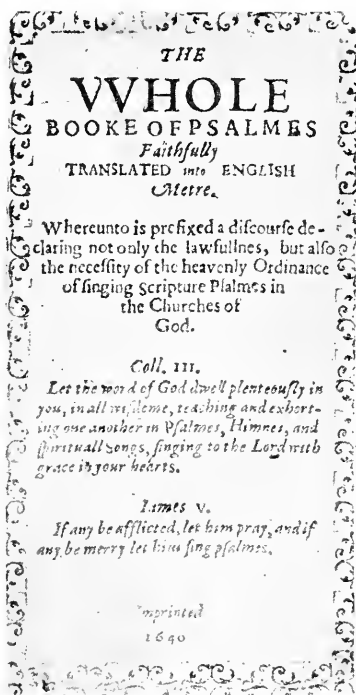 THE
VVHOLE
BOOKE OF PSALMES
Faithfully
TRANSLATED into ENGLISH
Metre.
Whereunto is prefixed a discourse de-
claring not only the lawfullnes, but also
the necessity of the heavenly Ordinance
of singing Scripture Psalmes in
the Churches of
God.
Coll. III.
Let the word of God dwell plenteously in
you, in all wisdome, teaching and exhort-
ing one another in Psalmes, Himnes, and
spirituall Songs, singing to the Lord with
grace in your hearts.
Iames V.
If any be afflicted, let him pray, and if
any be merry let him sing psalmes.
Imprinted
1640